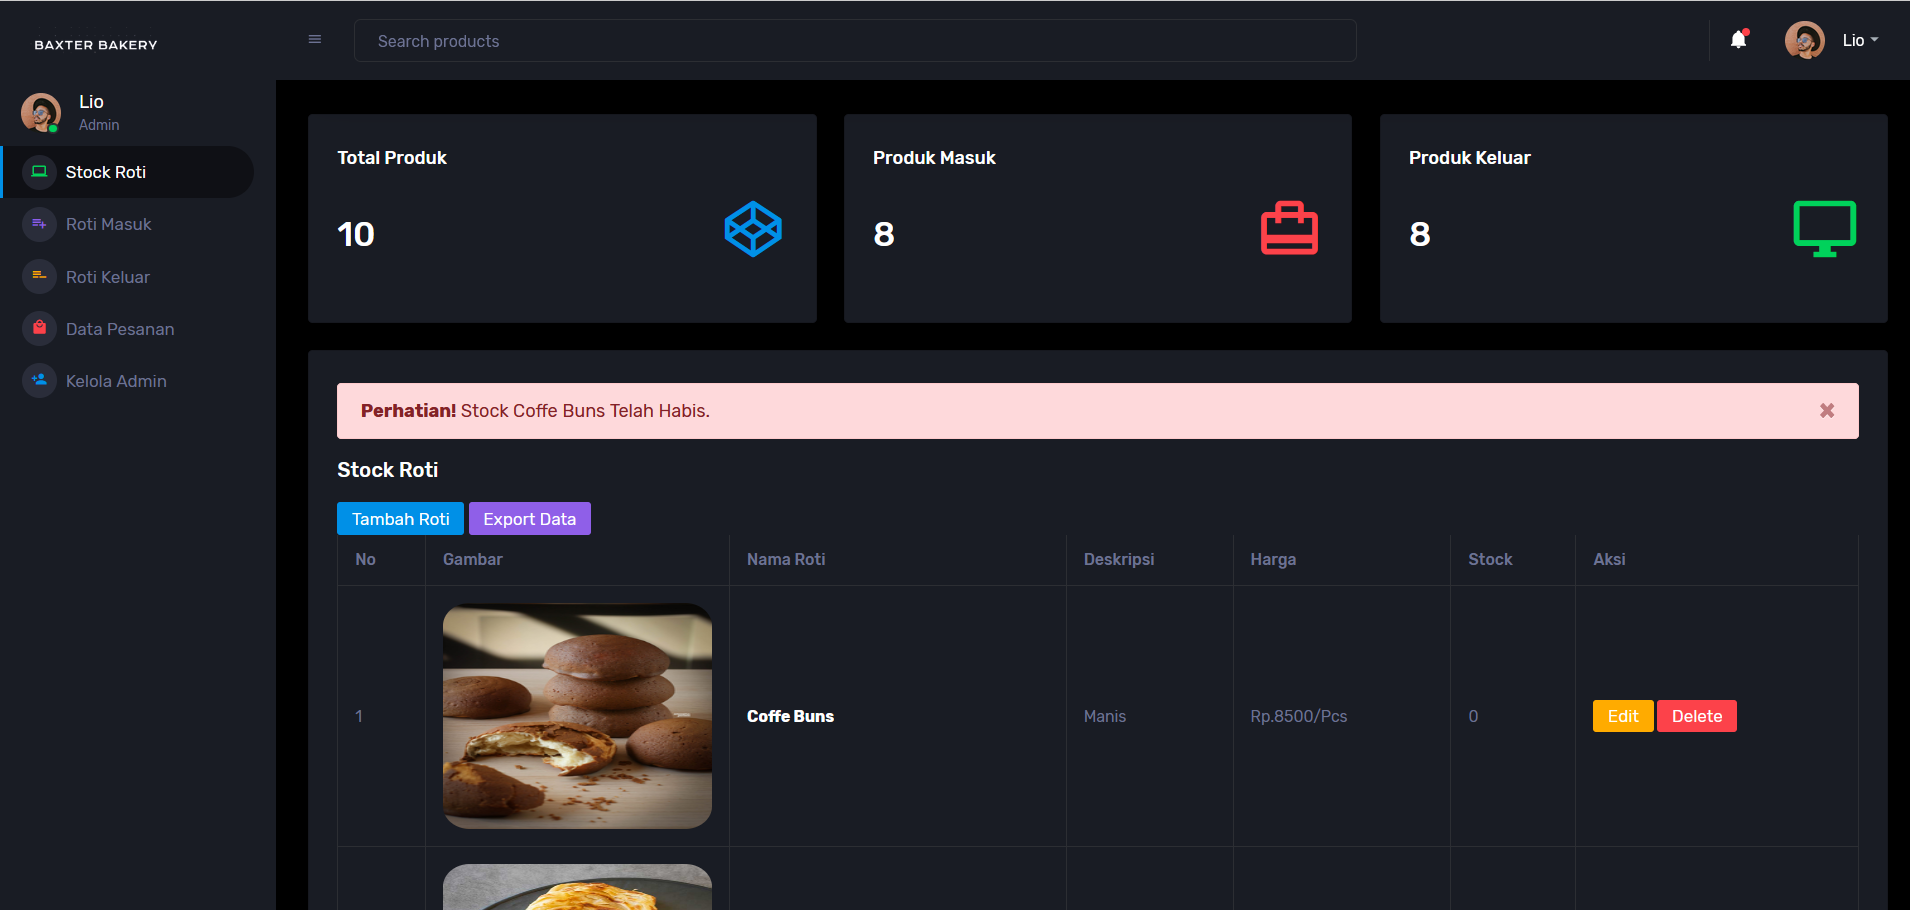 BAXTER BAKERY
Search products
Lio
Lio
Admin
Stock Roti
Roti Masuk
Roti Keluar
Data Pesanan
Kelola Admin
Total Produk
10
Produk Masuk
8
Produk Keluar
8
Perhatian! Stock Coffe Buns Telah Habis.
Stock Roti
Tambah Roti Export Data
No Gambar Nama Roti Deskripsi Harga Stock Aksi
1 Coffe Buns Manis Rp.8500/Pcs 0 Edit Delete